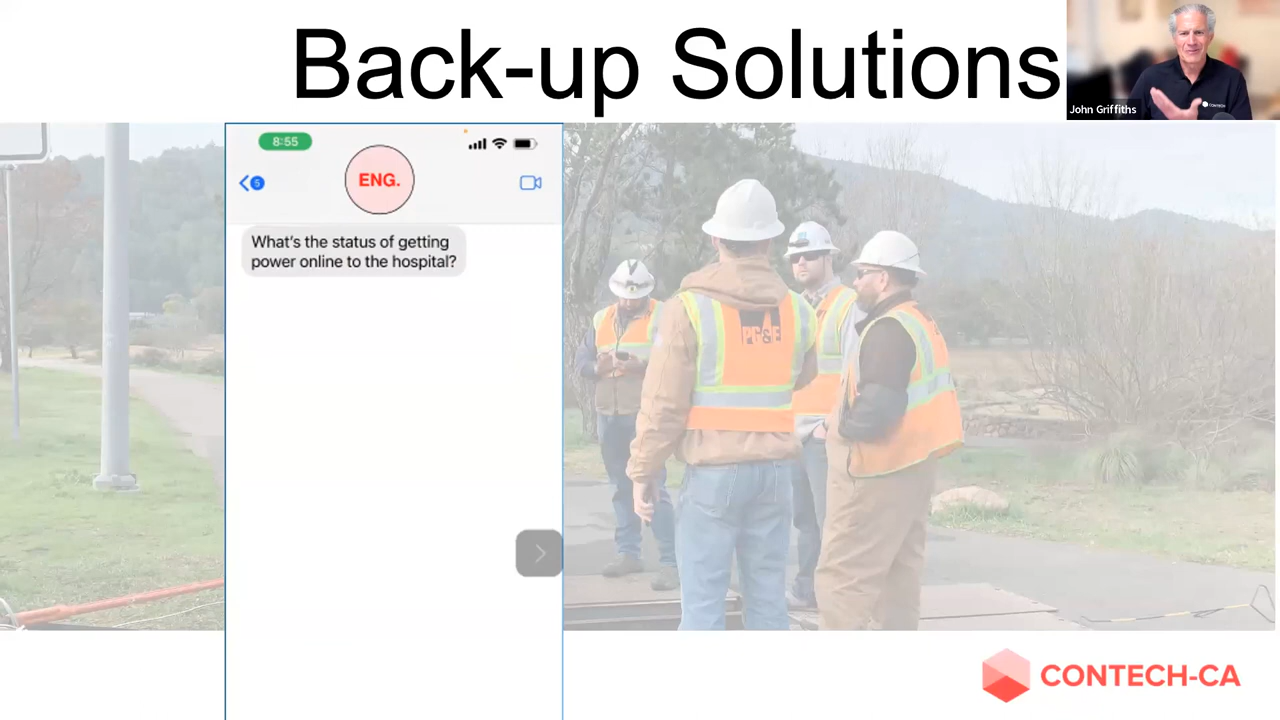 Back-up Solutions
John Griffiths
CONTECH
8:55
5
ENG.
What's the status of getting
power online to the hospital?
PG&E
CONTECH-CA